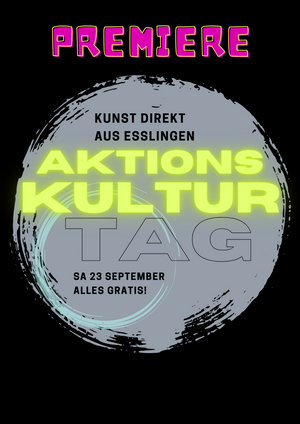 PREMIERE
KUNST DIREKT
AUS ESSLINGEN
AKTIONS
KULTUR
TAG
SA 23 SEPTEMBER
ALLES GRATIS!